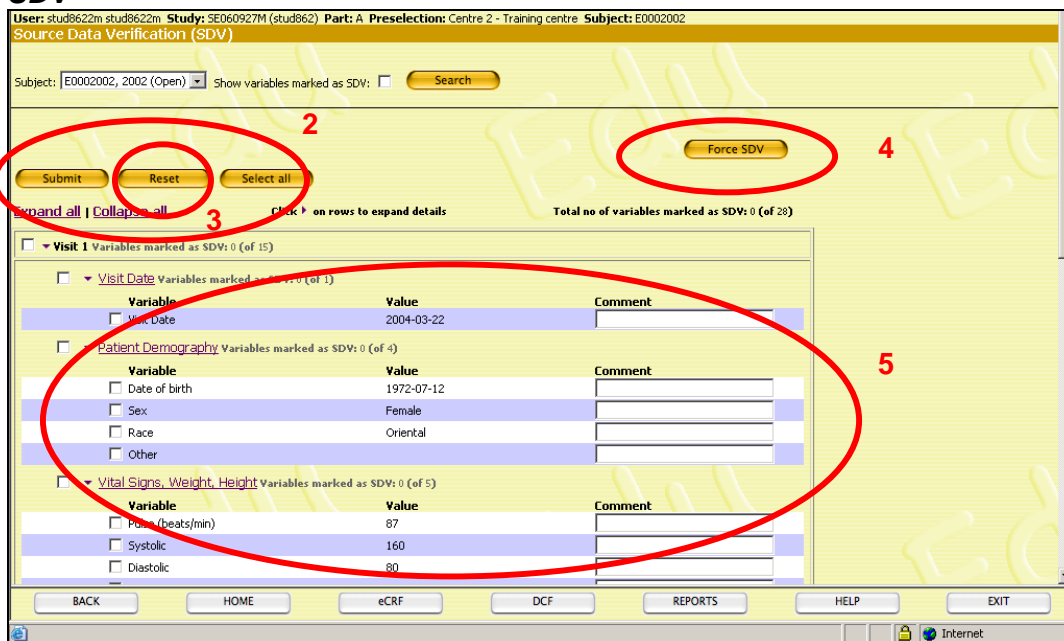 SDV
User: stud8622m stud8622m Study: SE060927M (stud862) Part: A Preselection: Centre 2 - Training centre Subject: E0002002
Source Data Verification (SDV)
Subject: E0002002, 2002 (Open) Show variables marked as SDV: Search
2
Force SDV 4
Submit Reset Select all
Expand all | Collapse all 3 Click on rows to expand details Total no of variables marked as SDV: 0 (of 28)
Visit 1 Variables marked as SDV: 0 (of 15)
Visit Date Variables marked as SDV: 0 (of 1)
Variable Value Comment
Visit Date 2004-03-22
Patient Demography Variables marked as SDV: 0 (of 4)
5
Variable Value Comment
Date of birth 1972-07-12
Sex Female
Race Oriental
Other
Vital Signs, Weight, Height Variables marked as SDV: 0 (of 5)
Variable Value Comment
Pulse (beats/min) 87
Systolic 160
Diastolic 80
BACK HOME eCRF DCF REPORTS HELP EXIT
Internet
Edu